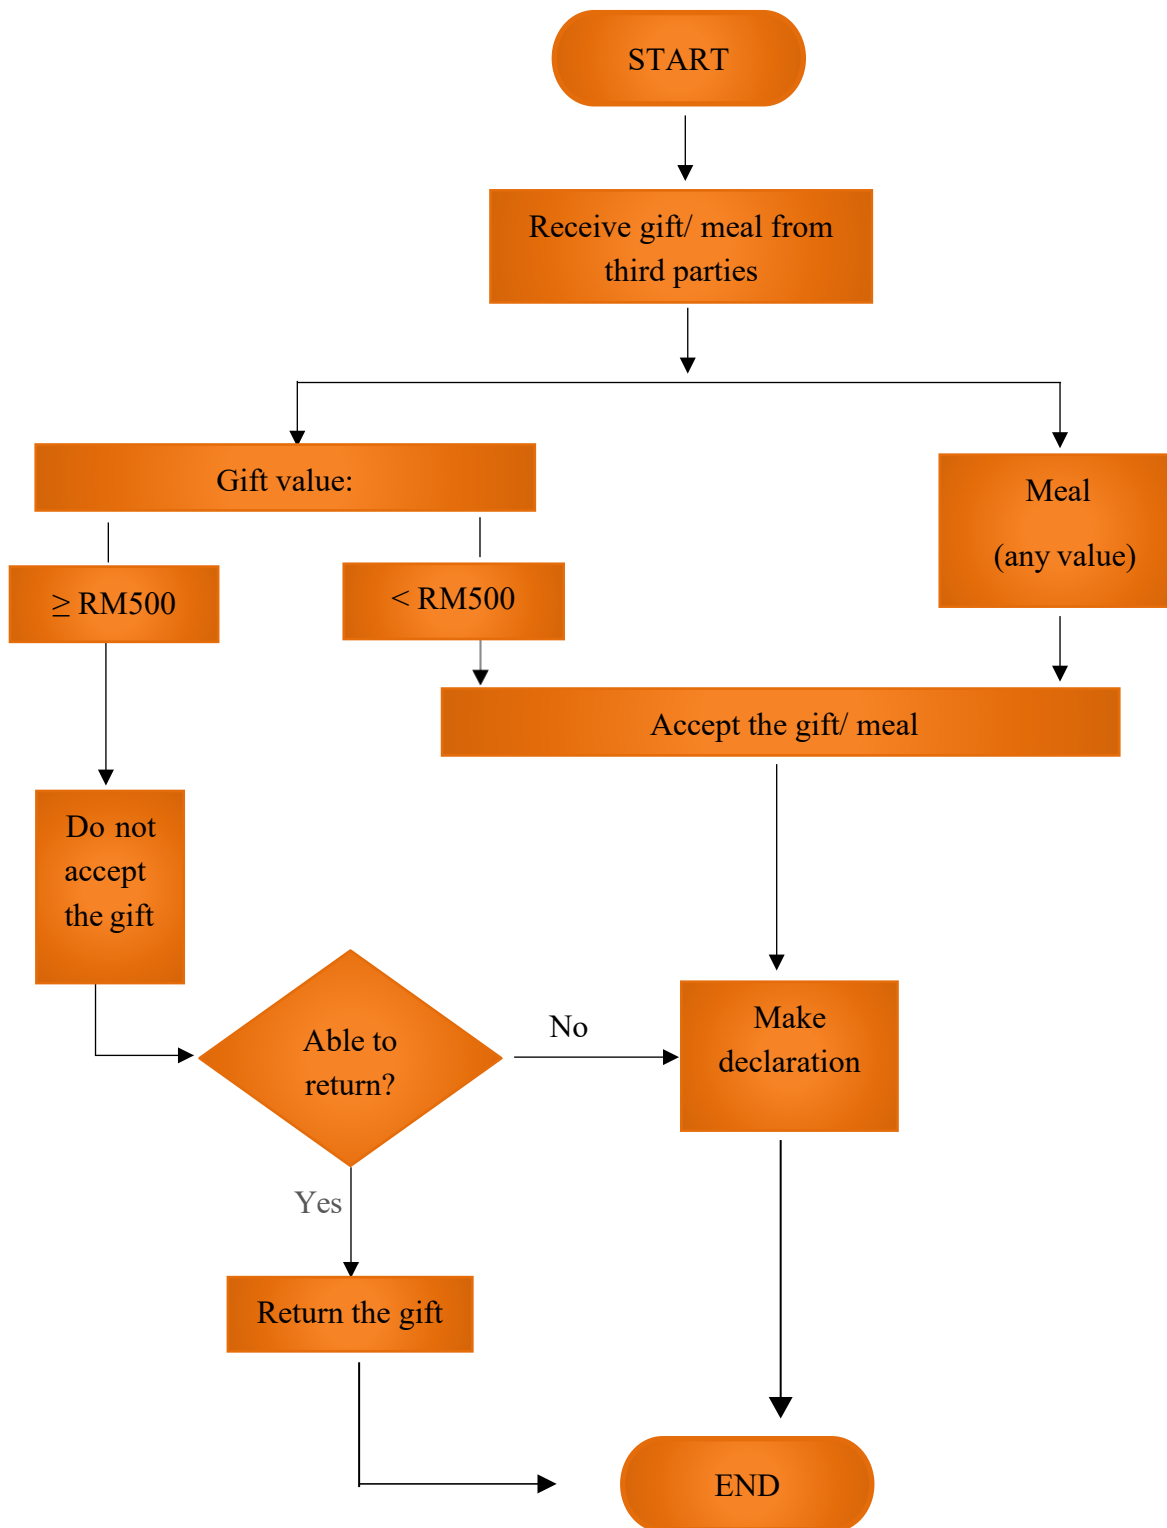 START
Receive gift/ meal from
third parties
Gift value:
Meal
(any value)
≥ RM500
< RM500
Accept the gift/ meal
Do not
accept
the gift
Able to
return?
No
Make
declaration
Yes
Return the gift
END